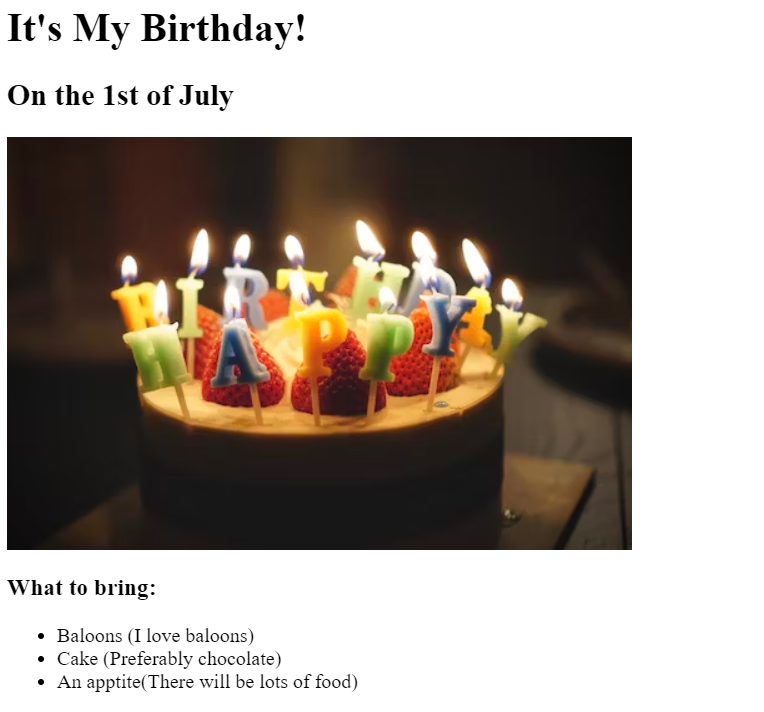 It's My Birthday!
On the 1st of July
BIRTHDAY
HAPPY
What to bring:
Baloons (I love baloons)
Cake (Preferably chocolate)
An apptite(There will be lots of food)